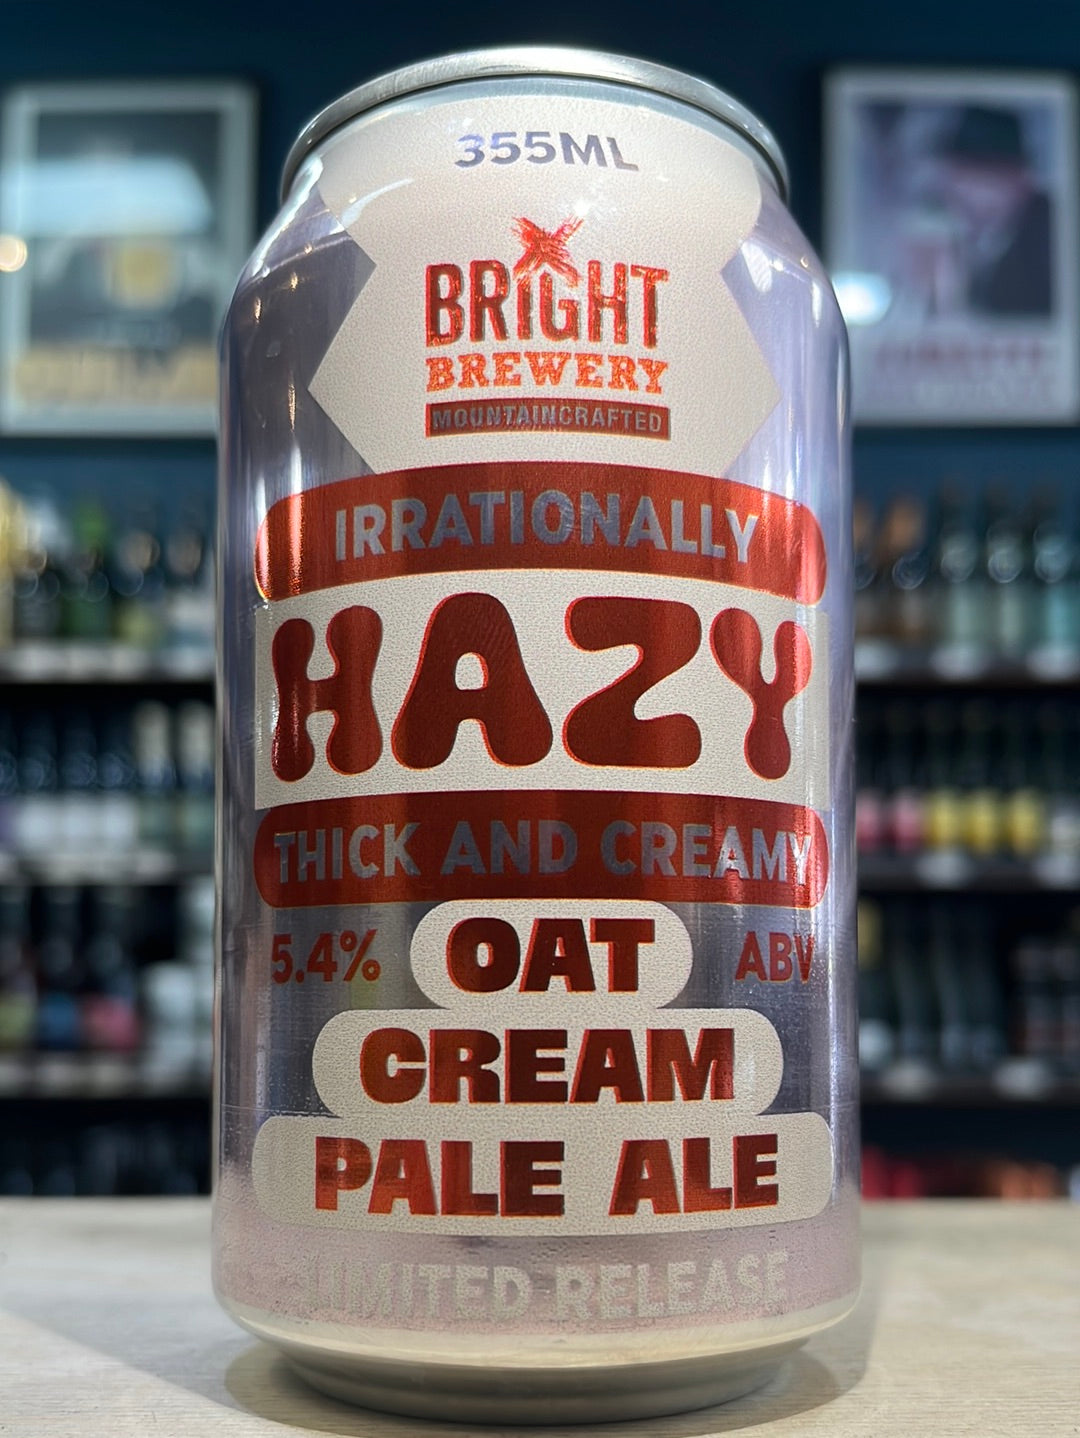 355ML
BRIGHT
BREWERY
MOUNTAINCRAFTED
IRRATIONALLY
HAZY
THICK AND CREAMY
5.4% OAT ABV
CREAM
PALE ALE
LIMITED RELEASE